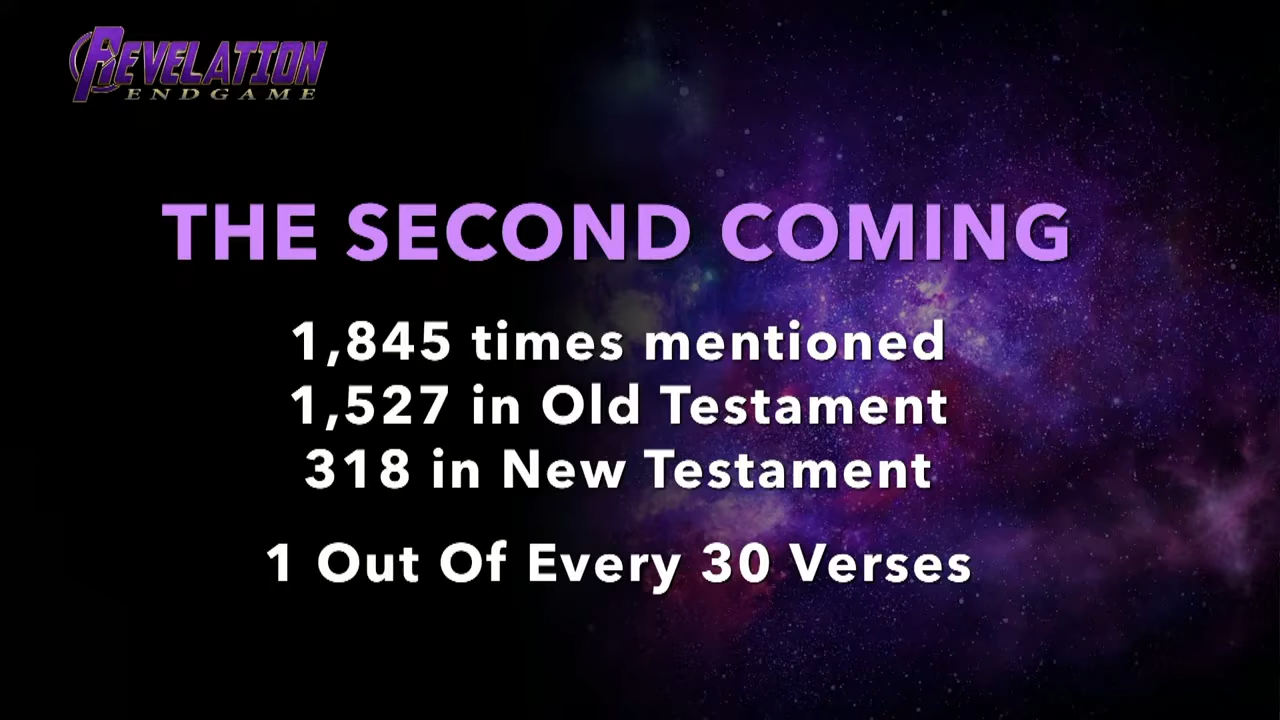 REVELATION
ENDGAME
THE SECOND COMING
1,845 times mentioned
1,527 in Old Testament
318 in New Testament
1 Out Of Every 30 Verses